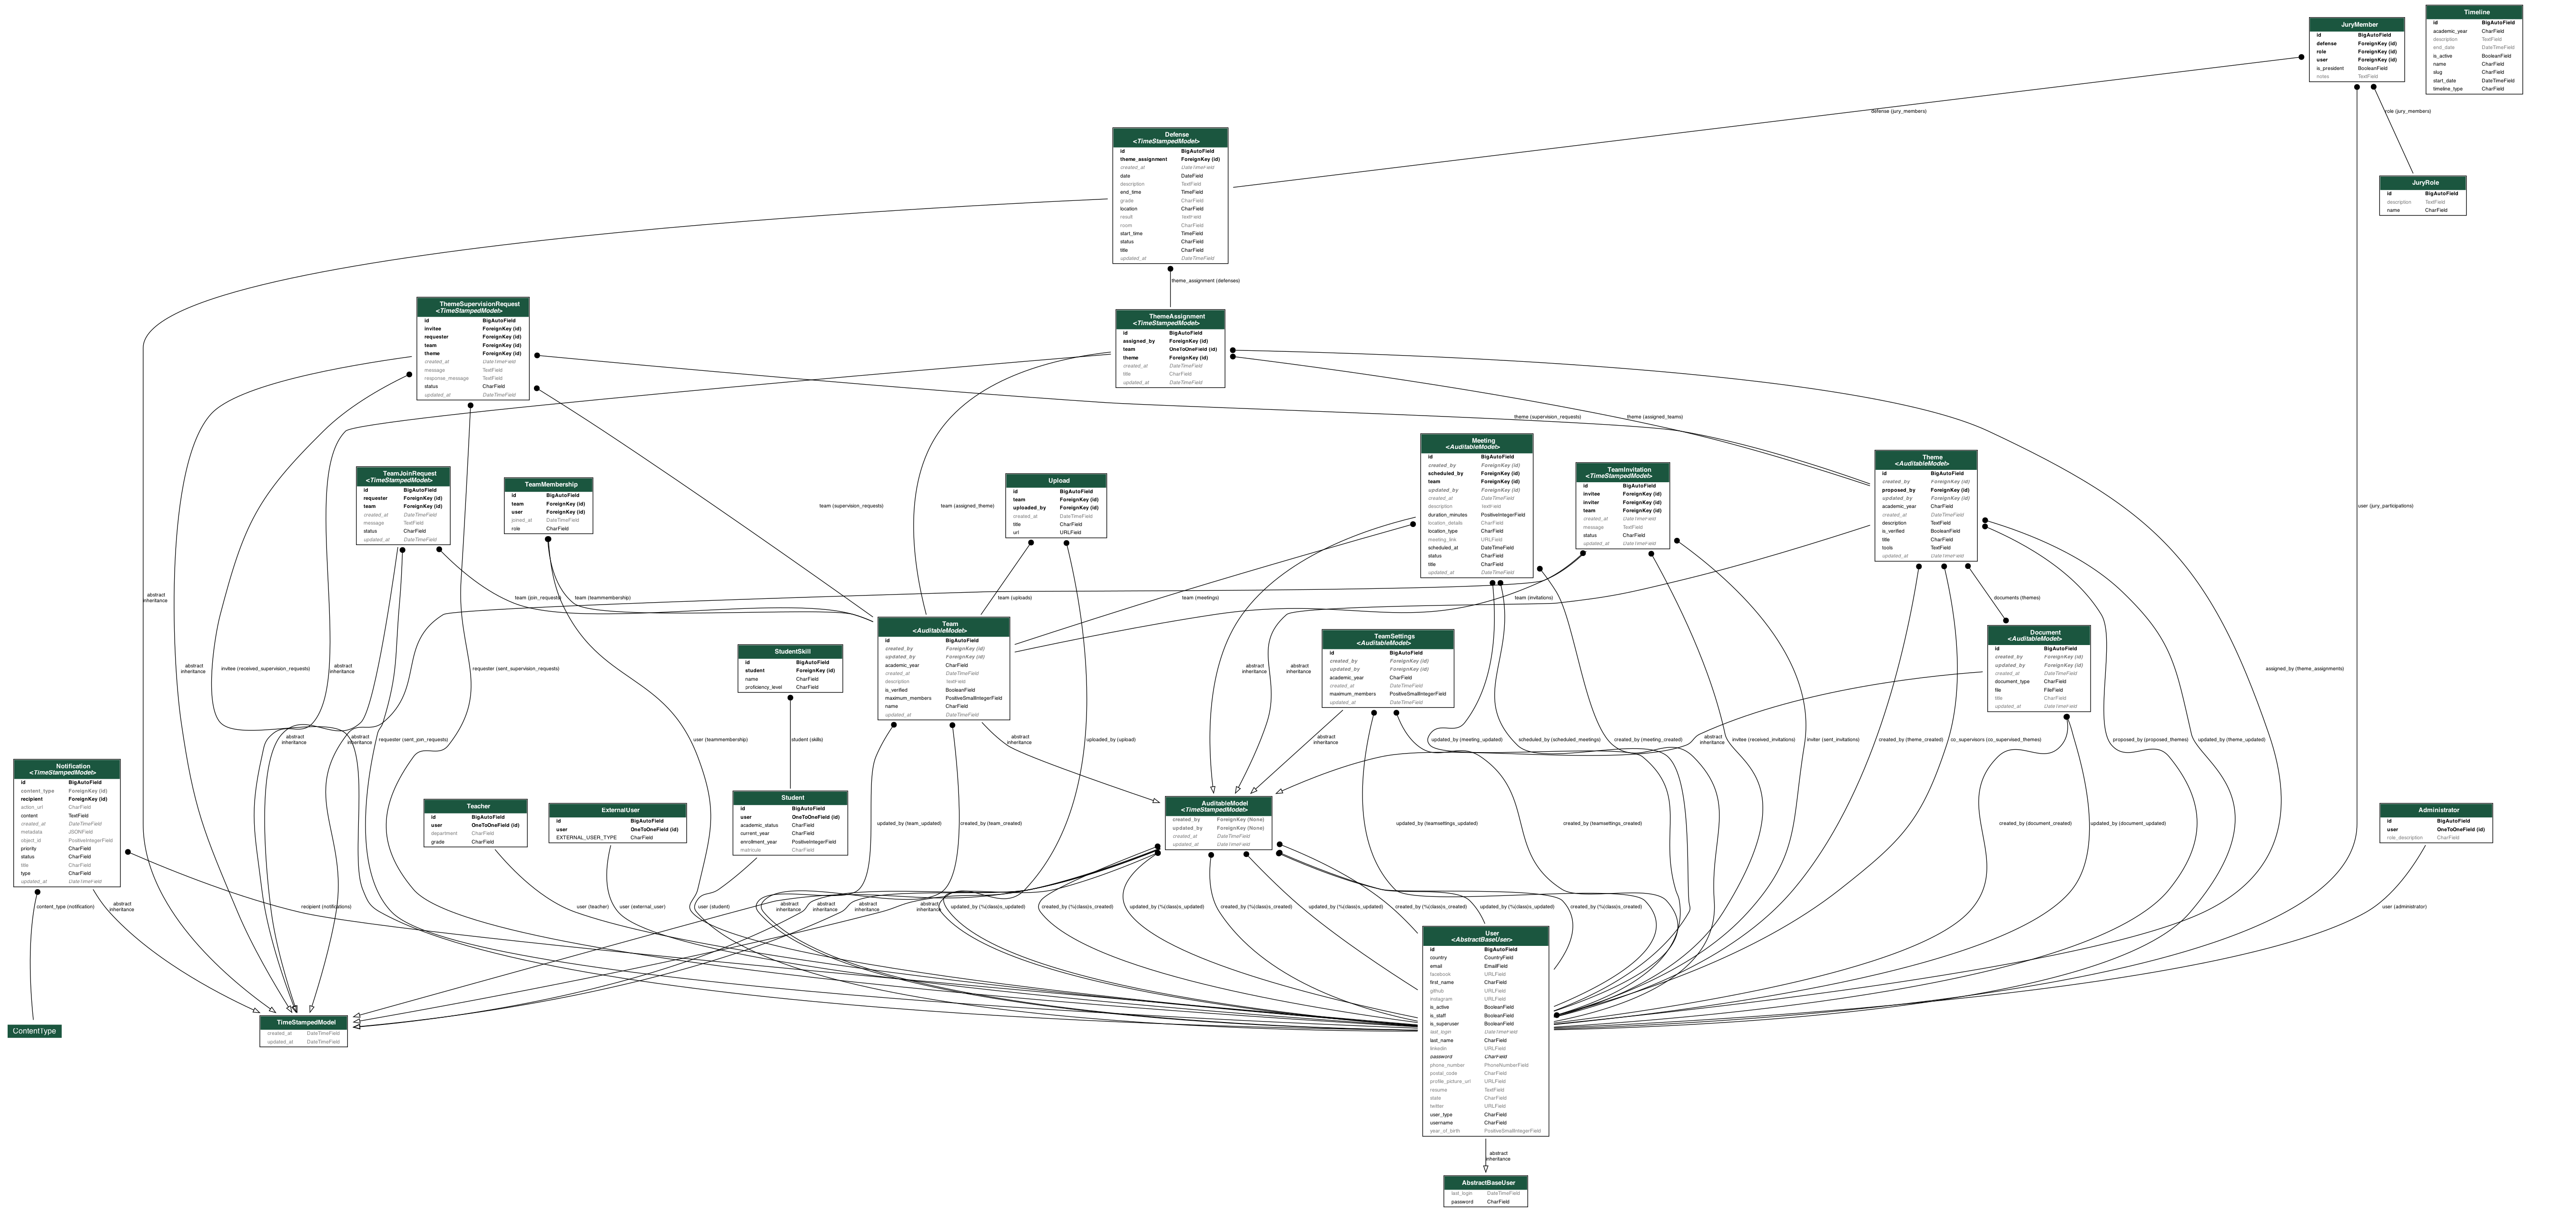 Timeline
id BigAutoField
academic_year CharField
description TextField
end_date DateTimeField
is_active BooleanField
name CharField
slug CharField
start_date DateTimeField
timeline_type CharField
JuryMember
id BigAutoField
defense ForeignKey (id)
role ForeignKey (id)
user ForeignKey (id)
is_president BooleanField
notes TextField
defense (jury_members)
role (jury_members)
JuryRole
id BigAutoField
description TextField
name CharField
Defense
<TimeStampedModel>
id BigAutoField
theme_assignment ForeignKey (id)
created_at DateTimeField
date DateField
description TextField
end_time TimeField
grade CharField
location CharField
result TextField
room CharField
start_time TimeField
status CharField
title CharField
updated_at DateTimeField
theme_assignment (defenses)
ThemeSupervisionRequest
<TimeStampedModel>
id BigAutoField
invitee ForeignKey (id)
requester ForeignKey (id)
team ForeignKey (id)
theme ForeignKey (id)
created_at DateTimeField
message TextField
response_message TextField
status CharField
updated_at DateTimeField
ThemeAssignment
<TimeStampedModel>
id BigAutoField
assigned_by ForeignKey (id)
team OneToOneField (id)
theme ForeignKey (id)
created_at DateTimeField
title CharField
updated_at DateTimeField
theme (supervision_requests)
theme (assigned_teams)
TeamJoinRequest
<TimeStampedModel>
id BigAutoField
requester ForeignKey (id)
team ForeignKey (id)
created_at DateTimeField
message TextField
status CharField
updated_at DateTimeField
TeamMembership
id BigAutoField
team ForeignKey (id)
user ForeignKey (id)
joined_at DateTimeField
role CharField
Upload
id BigAutoField
team ForeignKey (id)
uploaded_by ForeignKey (id)
created_at DateTimeField
title CharField
url URLField
Meeting
<AuditableModel>
id BigAutoField
created_by ForeignKey (id)
scheduled_by ForeignKey (id)
team ForeignKey (id)
updated_by ForeignKey (id)
created_at DateTimeField
description TextField
duration_minutes PositiveIntegerField
location_details CharField
location_type CharField
meeting_link URLField
scheduled_at DateTimeField
status CharField
title CharField
updated_at DateTimeField
TeamInvitation
<TimeStampedModel>
id BigAutoField
invitee ForeignKey (id)
inviter ForeignKey (id)
team ForeignKey (id)
created_at DateTimeField
message TextField
status CharField
updated_at DateTimeField
Theme
<AuditableModel>
id BigAutoField
created_by ForeignKey (id)
proposed_by ForeignKey (id)
updated_by ForeignKey (id)
academic_year CharField
created_at DateTimeField
description TextField
is_verified BooleanField
title CharField
tools TextField
updated_at DateTimeField
team (supervision_requests)
team (assigned_theme)
user (jury_participations)
abstract
inheritance
team (join_requests)
team (teammembership)
team (uploads)
team (meetings)
team (invitations)
documents (themes)
Team
<AuditableModel>
id BigAutoField
created_by ForeignKey (id)
updated_by ForeignKey (id)
academic_year CharField
created_at DateTimeField
description TextField
is_verified BooleanField
maximum_members PositiveSmallIntegerField
name CharField
updated_at DateTimeField
StudentSkill
id BigAutoField
student ForeignKey (id)
name CharField
proficiency_level CharField
TeamSettings
<AuditableModel>
id BigAutoField
created_by ForeignKey (id)
updated_by ForeignKey (id)
academic_year CharField
created_at DateTimeField
maximum_members PositiveSmallIntegerField
updated_at DateTimeField
Document
<AuditableModel>
id BigAutoField
created_by ForeignKey (id)
updated_by ForeignKey (id)
created_at DateTimeField
document_type CharField
file FileField
title CharField
updated_at DateTimeField
abstract
inheritance
invitee (received_supervision_requests)
abstract
inheritance
requester (sent_supervision_requests)
abstract
inheritance
abstract
inheritance
assigned_by (theme_assignments)
abstract
inheritance
abstract
inheritance
requester (sent_join_requests)
user (teammembership)
student (skills)
abstract
inheritance
uploaded_by (upload)
abstract
inheritance
updated_by (meeting_updated)
scheduled_by (scheduled_meetings)
created_by (meeting_created)
abstract
inheritance
invitee (received_invitations)
inviter (sent_invitations)
created_by (theme_created)
co_supervisors (co_supervised_themes)
proposed_by (proposed_themes)
updated_by (theme_updated)
Notification
<TimeStampedModel>
id BigAutoField
content_type ForeignKey (id)
recipient ForeignKey (id)
action_url CharField
content TextField
created_at DateTimeField
metadata JSONField
object_id PositiveIntegerField
priority CharField
status CharField
title CharField
type CharField
updated_at DateTimeField
Teacher
id BigAutoField
user OneToOneField (id)
department CharField
grade CharField
ExternalUser
id BigAutoField
user OneToOneField (id)
EXTERNAL_USER_TYPE CharField
Student
id BigAutoField
user OneToOneField (id)
academic_status CharField
current_year CharField
enrollment_year PositiveIntegerField
matricule CharField
updated_by (team_updated)
created_by (team_created)
AuditableModel
<TimeStampedModel>
created_by ForeignKey (None)
updated_by ForeignKey (None)
created_at DateTimeField
updated_at DateTimeField
updated_by (teamsettings_updated)
created_by (teamsettings_created)
created_by (document_created)
updated_by (document_updated)
Administrator
id BigAutoField
user OneToOneField (id)
role_description CharField
content_type (notification)
abstract
inheritance
recipient (notifications)
user (teacher)
user (external_user)
user (student)
abstract
inheritance
abstract
inheritance
abstract
inheritance
abstract
inheritance
updated_by (%(class)s_updated)
created_by (%(class)s_created)
updated_by (%(class)s_updated)
created_by (%(class)s_created)
updated_by (%(class)s_updated)
created_by (%(class)s_created)
updated_by (%(class)s_updated)
created_by (%(class)s_created)
user (administrator)
User
<AbstractBaseUser>
id BigAutoField
country CountryField
email EmailField
facebook URLField
first_name CharField
github URLField
instagram URLField
is_active BooleanField
is_staff BooleanField
is_superuser BooleanField
last_login DateTimeField
last_name CharField
linkedin URLField
password CharField
phone_number PhoneNumberField
postal_code CharField
profile_picture_url URLField
resume TextField
state CharField
twitter URLField
user_type CharField
username CharField
year_of_birth PositiveSmallIntegerField
ContentType
TimeStampedModel
created_at DateTimeField
updated_at DateTimeField
abstract
inheritance
AbstractBaseUser
last_login DateTimeField
password CharField